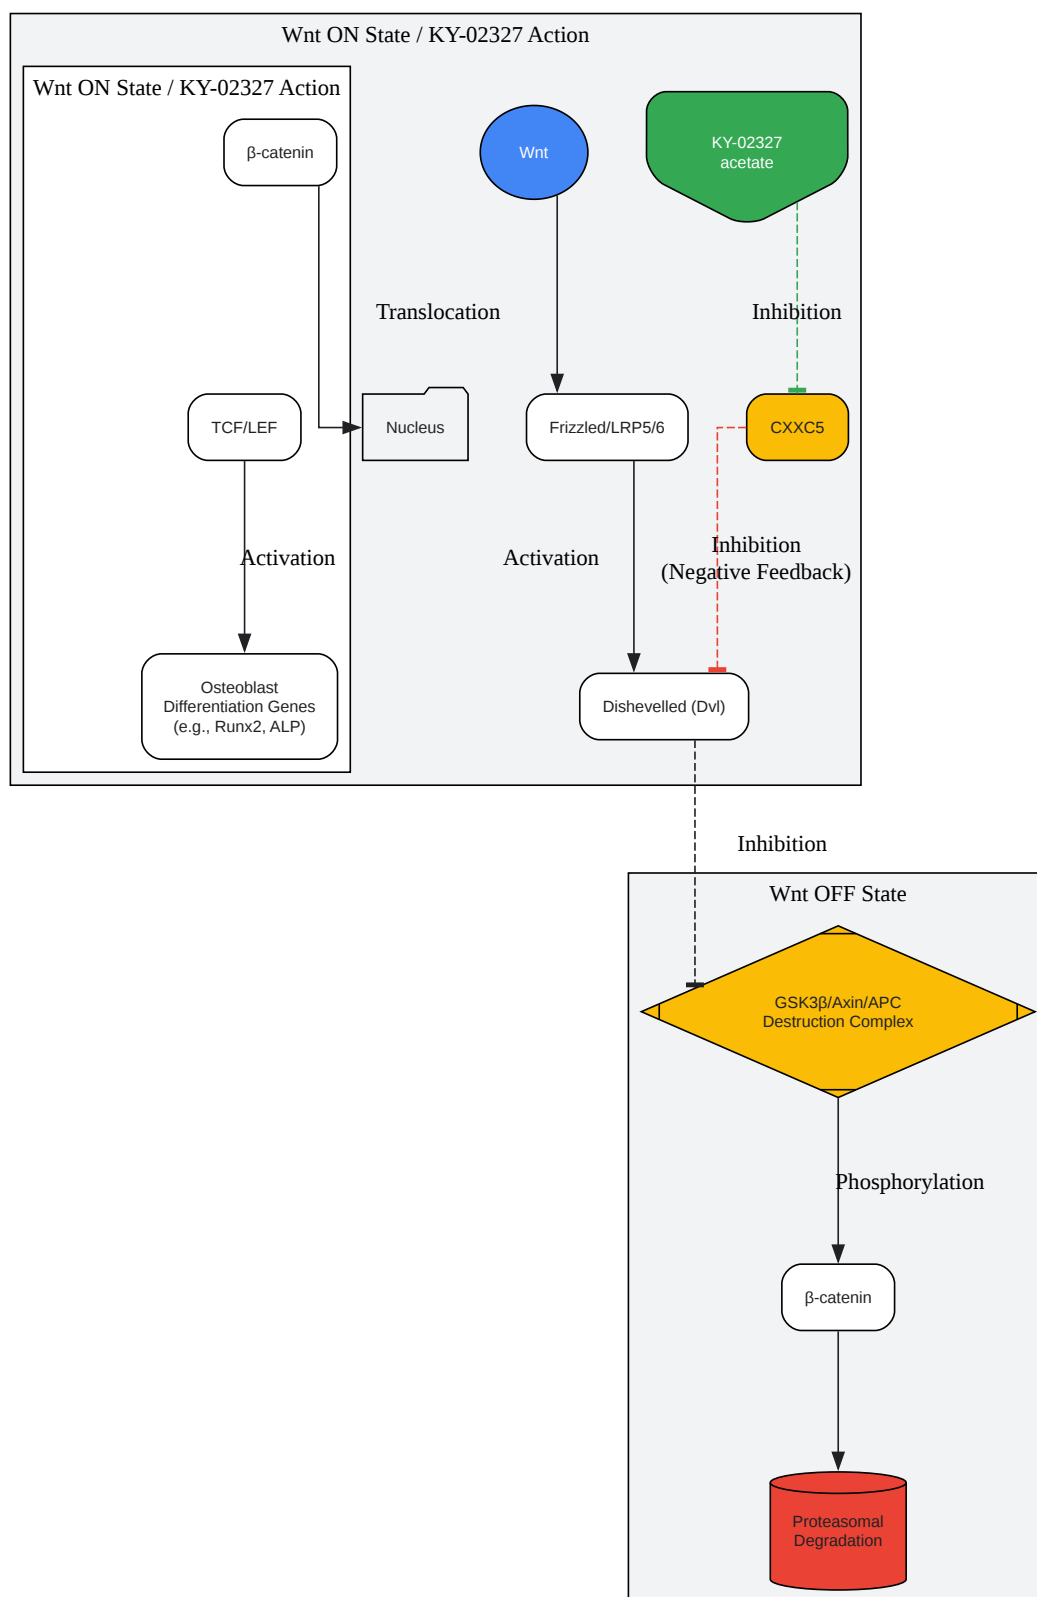 Wnt ON State / KY-02327 Action
Wnt ON State / KY-02327 Action
β-catenin
Wnt
KY-02327
acetate
Translocation
Inhibition
TCF/LEF
Nucleus
Frizzled/LRP5/6
CXXC5
Activation
Activation
Inhibition
(Negative Feedback)
Osteoblast
Differentiation Genes
(e.g., Runx2, ALP)
Dishevelled (Dvl)
Inhibition
Wnt OFF State
GSK3β/Axin/APC
Destruction Complex
Phosphorylation
β-catenin
Proteasomal
Degradation